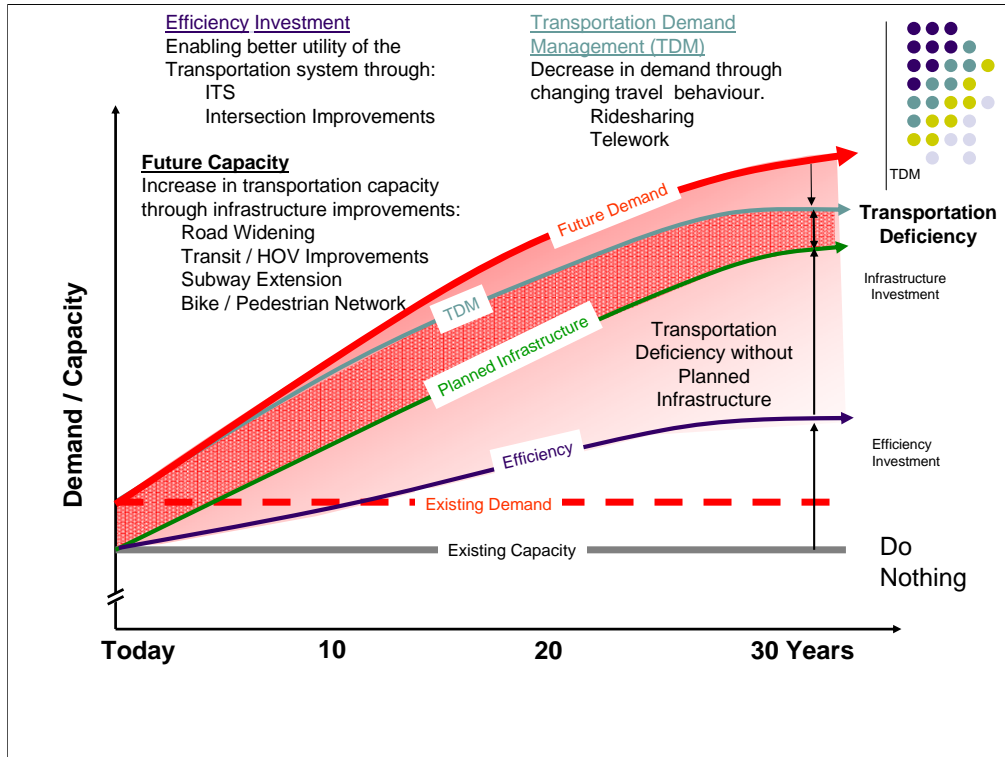 Efficiency Investment
Enabling better utility of the
Transportation system through:
ITS
Intersection Improvements
Transportation Demand
Management (TDM)
Decrease in demand through
changing travel behaviour.
Ridesharing
Telework
Future Capacity
Increase in transportation capacity
through infrastructure improvements:
Road Widening
Transit / HOV Improvements
Subway Extension
Bike / Pedestrian Network
TDM
Transportation
Deficiency
Infrastructure
Investment
Efficiency
Investment
Do
Nothing
Demand / Capacity
Future Demand
TDM
Planned Infrastructure
Transportation
Deficiency without
Planned
Infrastructure
Efficiency
Existing Demand
Existing Capacity
Today 10 20 30 Years